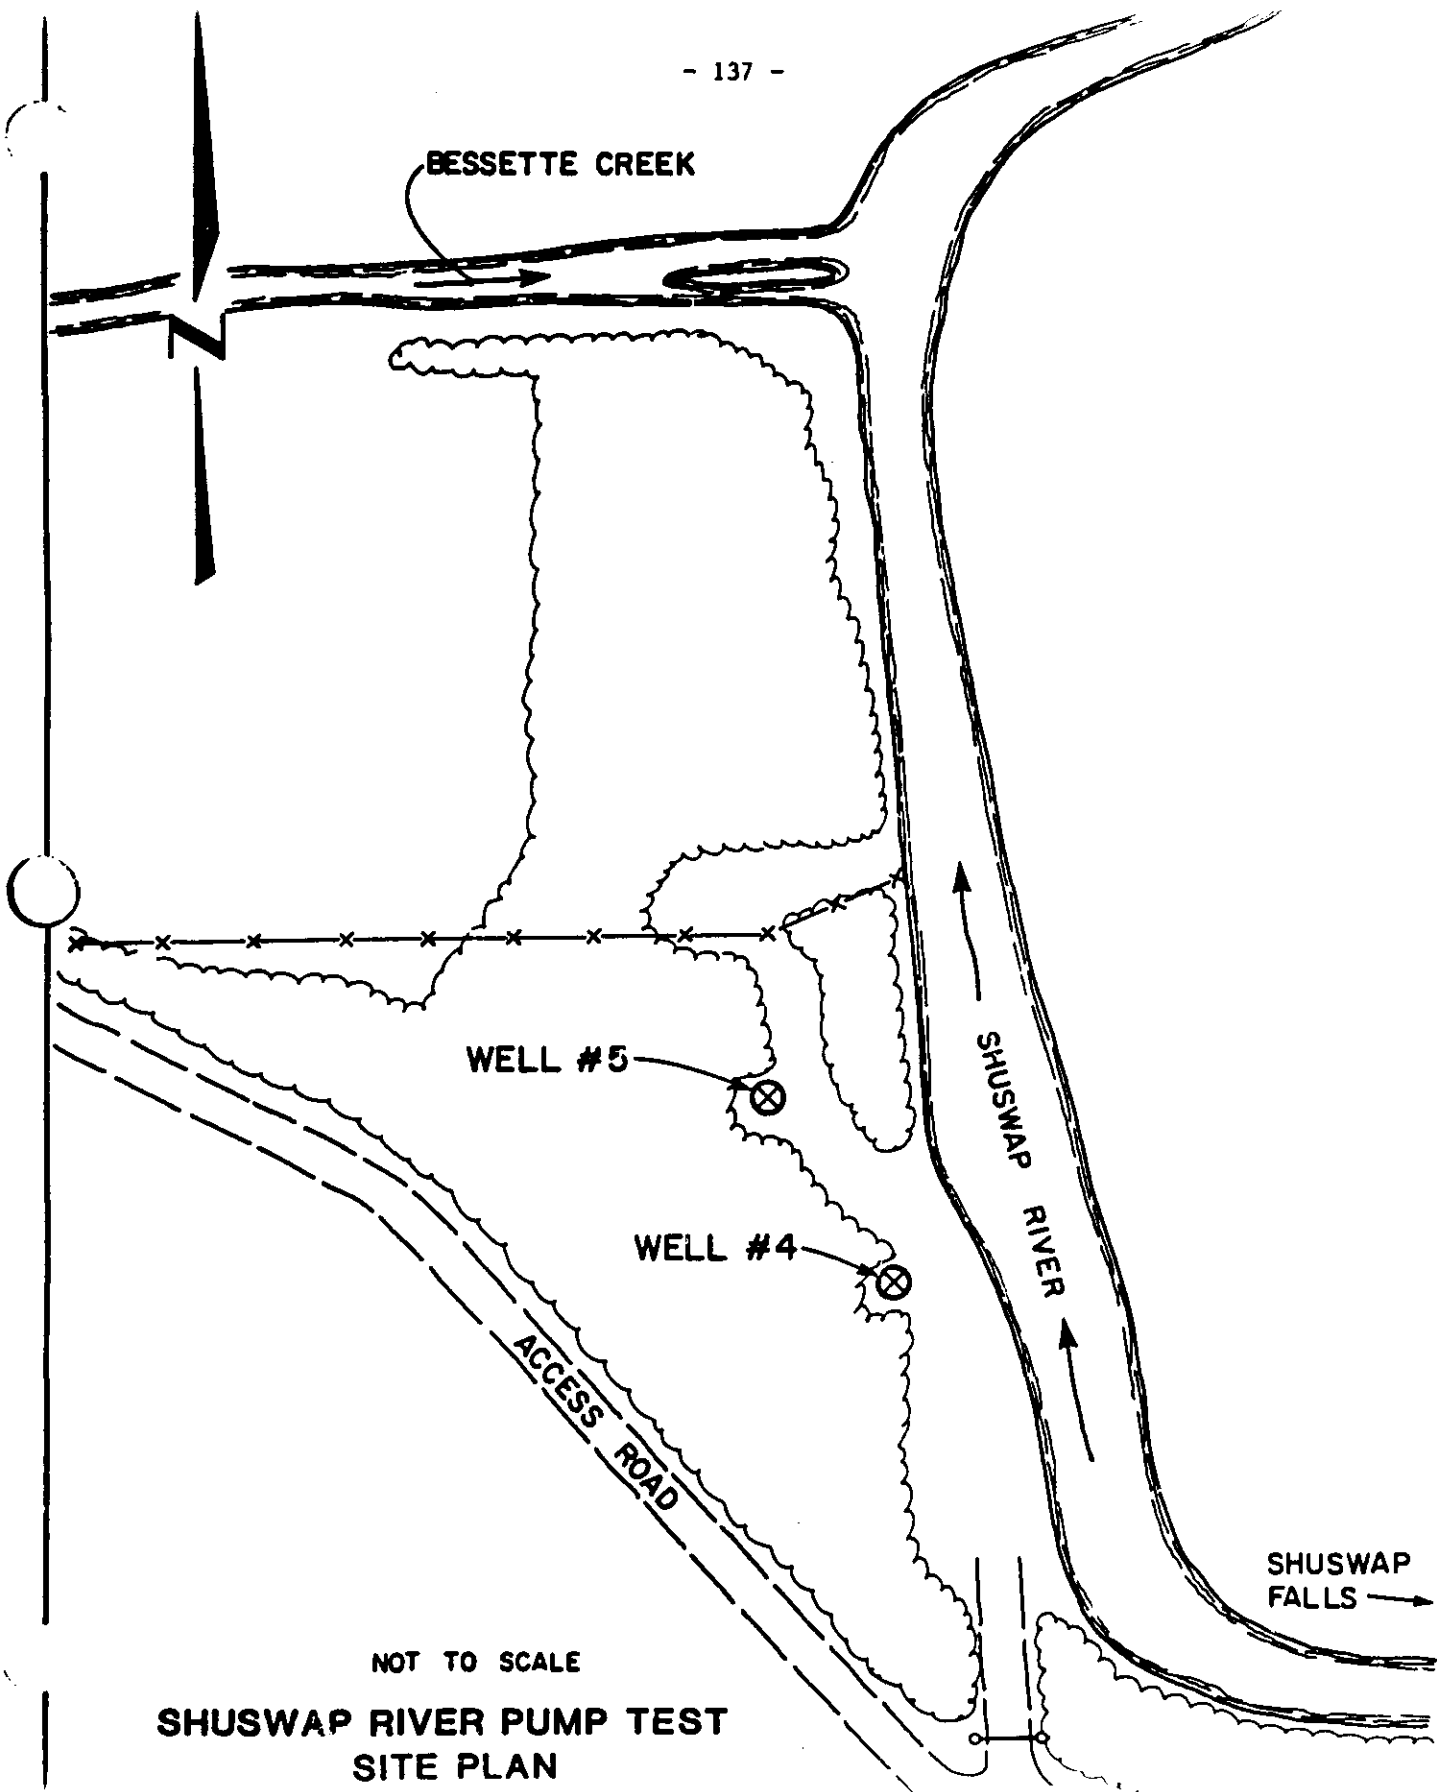 - 137 -
BESSETTE CREEK
N
WELL #5
SHUSWAP RIVER
WELL #4
ACCESS ROAD
SHUSWAP
FALLS
NOT TO SCALE
SHUSWAP RIVER PUMP TEST
SITE PLAN